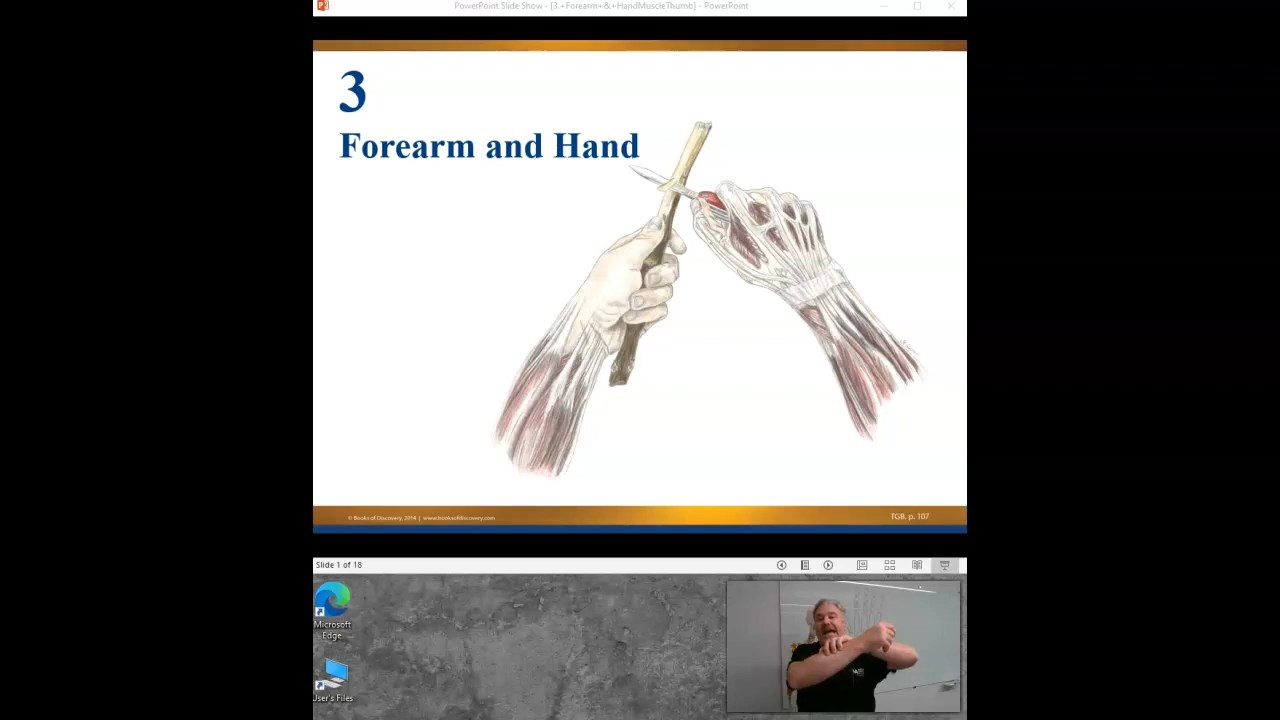 PowerPoint Slide Show - [3.+Forearm+&+HandMuscleThumb] - PowerPoint
3
Forearm and Hand
© Books of Discovery, 2014 | www.booksofdiscovery.com
TGB. p. 107
Slide 1 of 18
Microsoft
Edge
User's Files